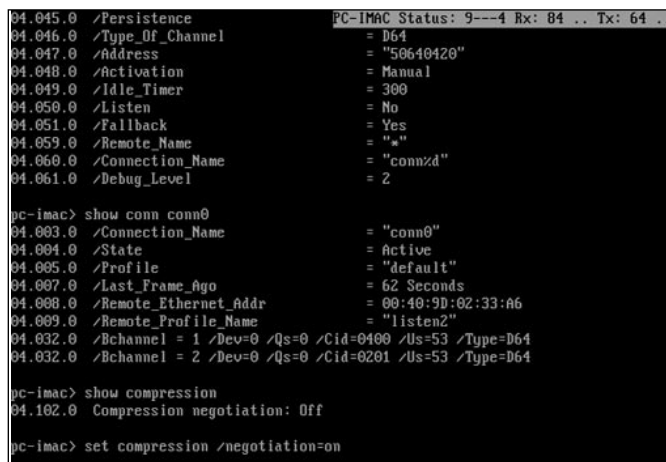 04.045.0 /Persistence PC-IMAC Status: 9---4 Rx: 84 .. Tx: 64 .
04.046.0 /Type_Of_Channel = D64
04.047.0 /Address = "50640420"
04.048.0 /Activation = Manual
04.049.0 /Idle_Timer = 300
04.050.0 /Listen = No
04.051.0 /Fallback = Yes
04.059.0 /Remote_Name = "*"
04.060.0 /Connection_Name = "conn%d"
04.061.0 /Debug_Level = 2
pc-imac> show conn conn0
04.003.0 /Connection_Name = "conn0"
04.004.0 /State = Active
04.005.0 /Profile = "default"
04.007.0 /Last_Frame_Ago = 62 Seconds
04.008.0 /Remote_Ethernet_Addr = 00:40:9D:02:33:A6
04.009.0 /Remote_Profile_Name = "listen2"
04.032.0 /Bchannel = 1 /Dev=0 /Qs=0 /Cid=0400 /Us=53 /Type=D64
04.032.0 /Bchannel = 2 /Dev=0 /Qs=0 /Cid=0201 /Us=53 /Type=D64
pc-imac> show compression
04.102.0 Compression negotiation: Off
pc-imac> set compression /negotiation=on